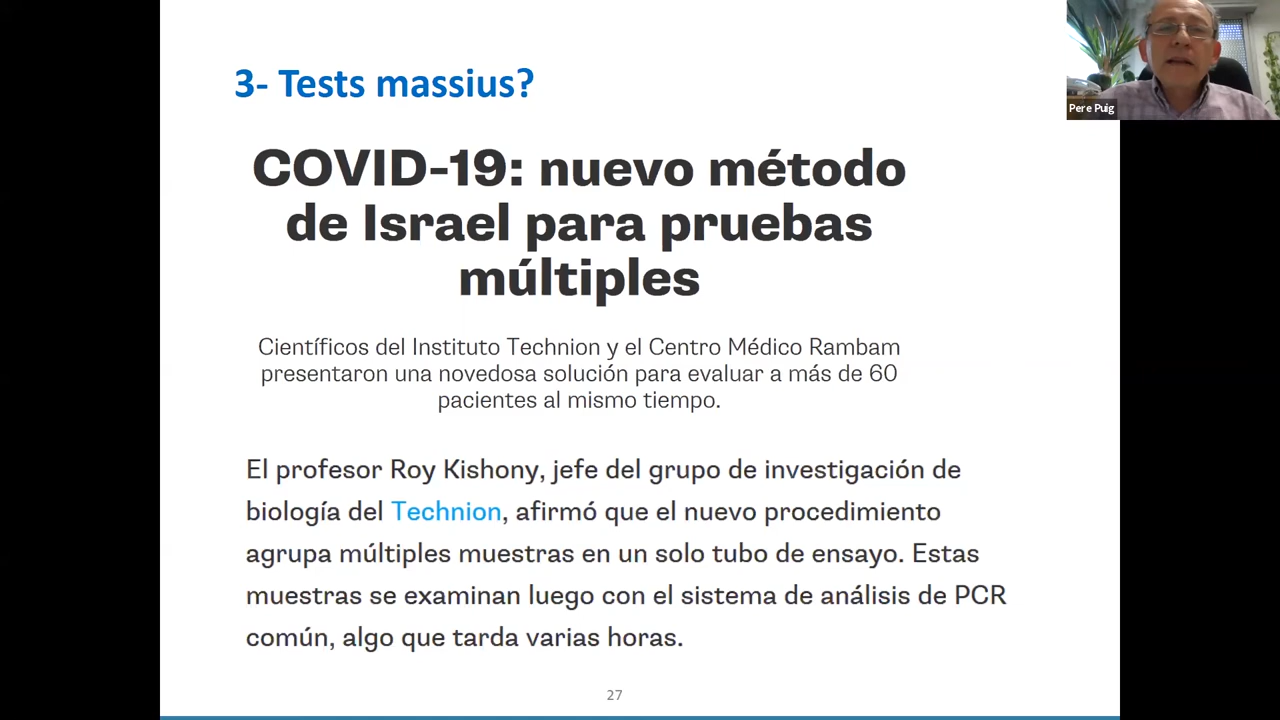 3- Tests massius?
Pere Puig
COVID-19: nuevo método
de Israel para pruebas
múltiples
Científicos del Instituto Technion y el Centro Médico Rambam
presentaron una novedosa solución para evaluar a más de 60
pacientes al mismo tiempo.
El profesor Roy Kishony, jefe del grupo de investigación de
biología del Technion, afirmó que el nuevo procedimiento
agrupa múltiples muestras en un solo tubo de ensayo. Estas
muestras se examinan luego con el sistema de análisis de PCR
común, algo que tarda varias horas.
27